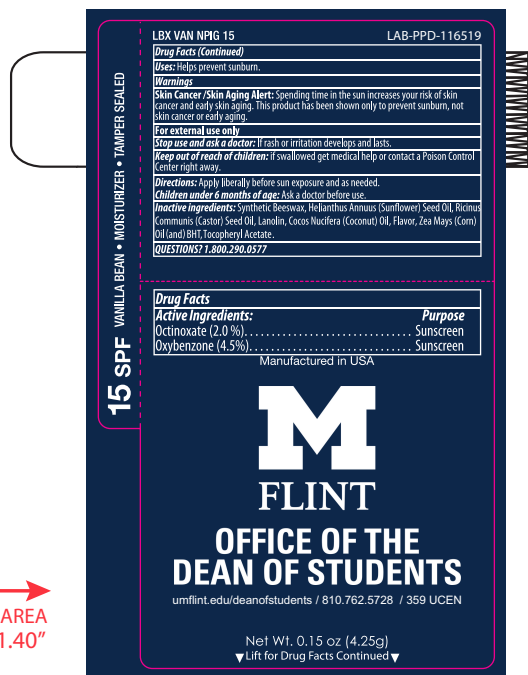 LBX VAN NPIG 15 LAB-PPD-116519
Drug Facts (Continued)
Uses: Helps prevent sunburn.
Warnings
Skin Cancer /Skin Aging Alert: Spending time in the sun increases your risk of skin
cancer and early skin aging. This product has been shown only to prevent sunburn, not
skin cancer or early aging.
For external use only
Stop use and ask a doctor: If rash or irritation develops and lasts.
Keep out of reach of children: if swallowed get medical help or contact a Poison Control
Center right away.
Directions: Apply liberally before sun exposure and as needed.
Children under 6 months of age: Ask a doctor before use.
Inactive ingredients: Synthetic Beeswax, Helianthus Annuus (Sunflower) Seed Oil, Ricinus
Communis (Castor) Seed Oil, Lanolin, Cocos Nucifera (Coconut) Oil, Flavor, Zea Mays (Corn)
Oil (and) BHT, Tocopheryl Acetate.
QUESTIONS? 1.800.290.0577
15 SPF VANILLA BEAN • MOISTURIZER • TAMPER SEALED
Drug Facts
Active Ingredients: Purpose
Octinoxate (2.0 %)................................ Sunscreen
Oxybenzone (4.5%)............................... Sunscreen
Manufactured in USA
M
FLINT
OFFICE OF THE
DEAN OF STUDENTS
umflint.edu/deanofstudents / 810.762.5728 / 359 UCEN
Net Wt. 0.15 oz (4.25g)
▼Lift for Drug Facts Continued▼
AREA
1.40”